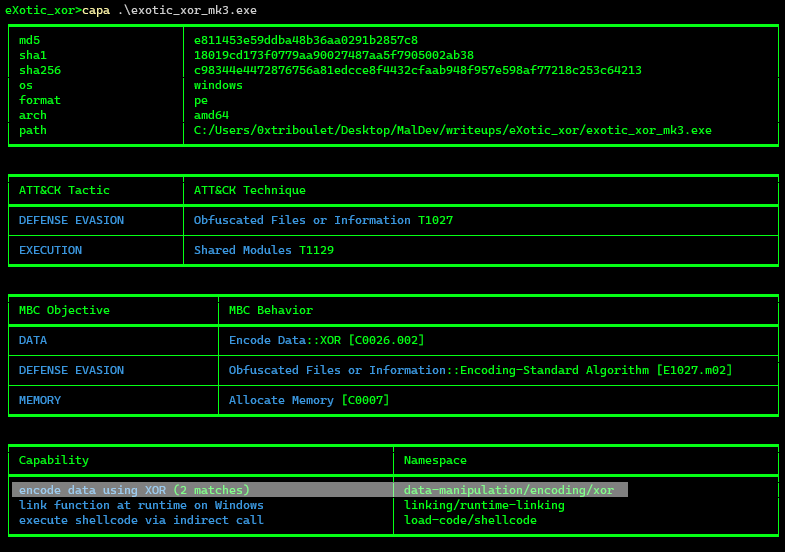 eXotic_xor>capa .\exotic_xor_mk3.exe
md5 e811453e59ddba48b36aa0291b2857c8
sha1 18019cd173f0779aa90027487aa5f7905002ab38
sha256 c98344e4472876756a81edcce8f4432cfaab948f957e598af77218c253c64213
os windows
format pe
arch amd64
path C:/Users/0xtriboulet/Desktop/MalDev/writeups/eXotic_xor/exotic_xor_mk3.exe
ATT&CK Tactic ATT&CK Technique
DEFENSE EVASION Obfuscated Files or Information T1027
EXECUTION Shared Modules T1129
MBC Objective MBC Behavior
DATA Encode Data::XOR [C0026.002]
DEFENSE EVASION Obfuscated Files or Information::Encoding-Standard Algorithm [E1027.m02]
MEMORY Allocate Memory [C0007]
Capability Namespace
encode data using XOR (2 matches) data-manipulation/encoding/xor
link function at runtime on Windows linking/runtime-linking
execute shellcode via indirect call load-code/shellcode